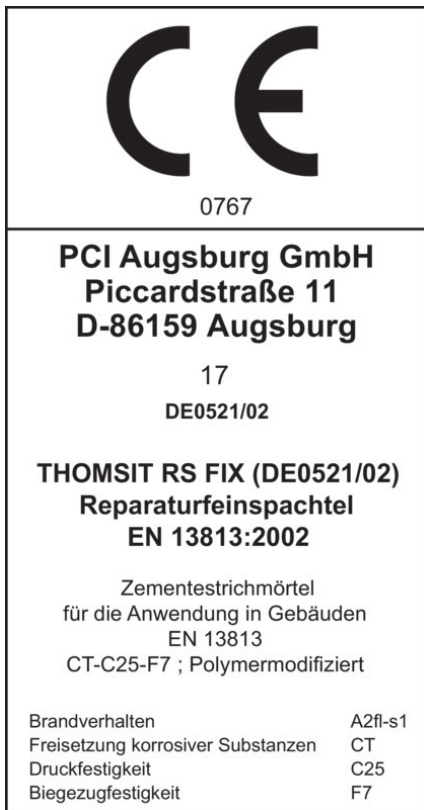 CE
0767
PCI Augsburg GmbH
Piccardstraße 11
D-86159 Augsburg
17
DE0521/02
THOMSIT RS FIX (DE0521/02)
Reparaturfeinspachtel
EN 13813:2002
Zementestrichmörtel
für die Anwendung in Gebäuden
EN 13813
CT-C25-F7 ; Polymermodifiziert
Brandverhalten A2fl-s1
Freisetzung korrosiver Substanzen CT
Druckfestigkeit C25
Biegezugfestigkeit F7